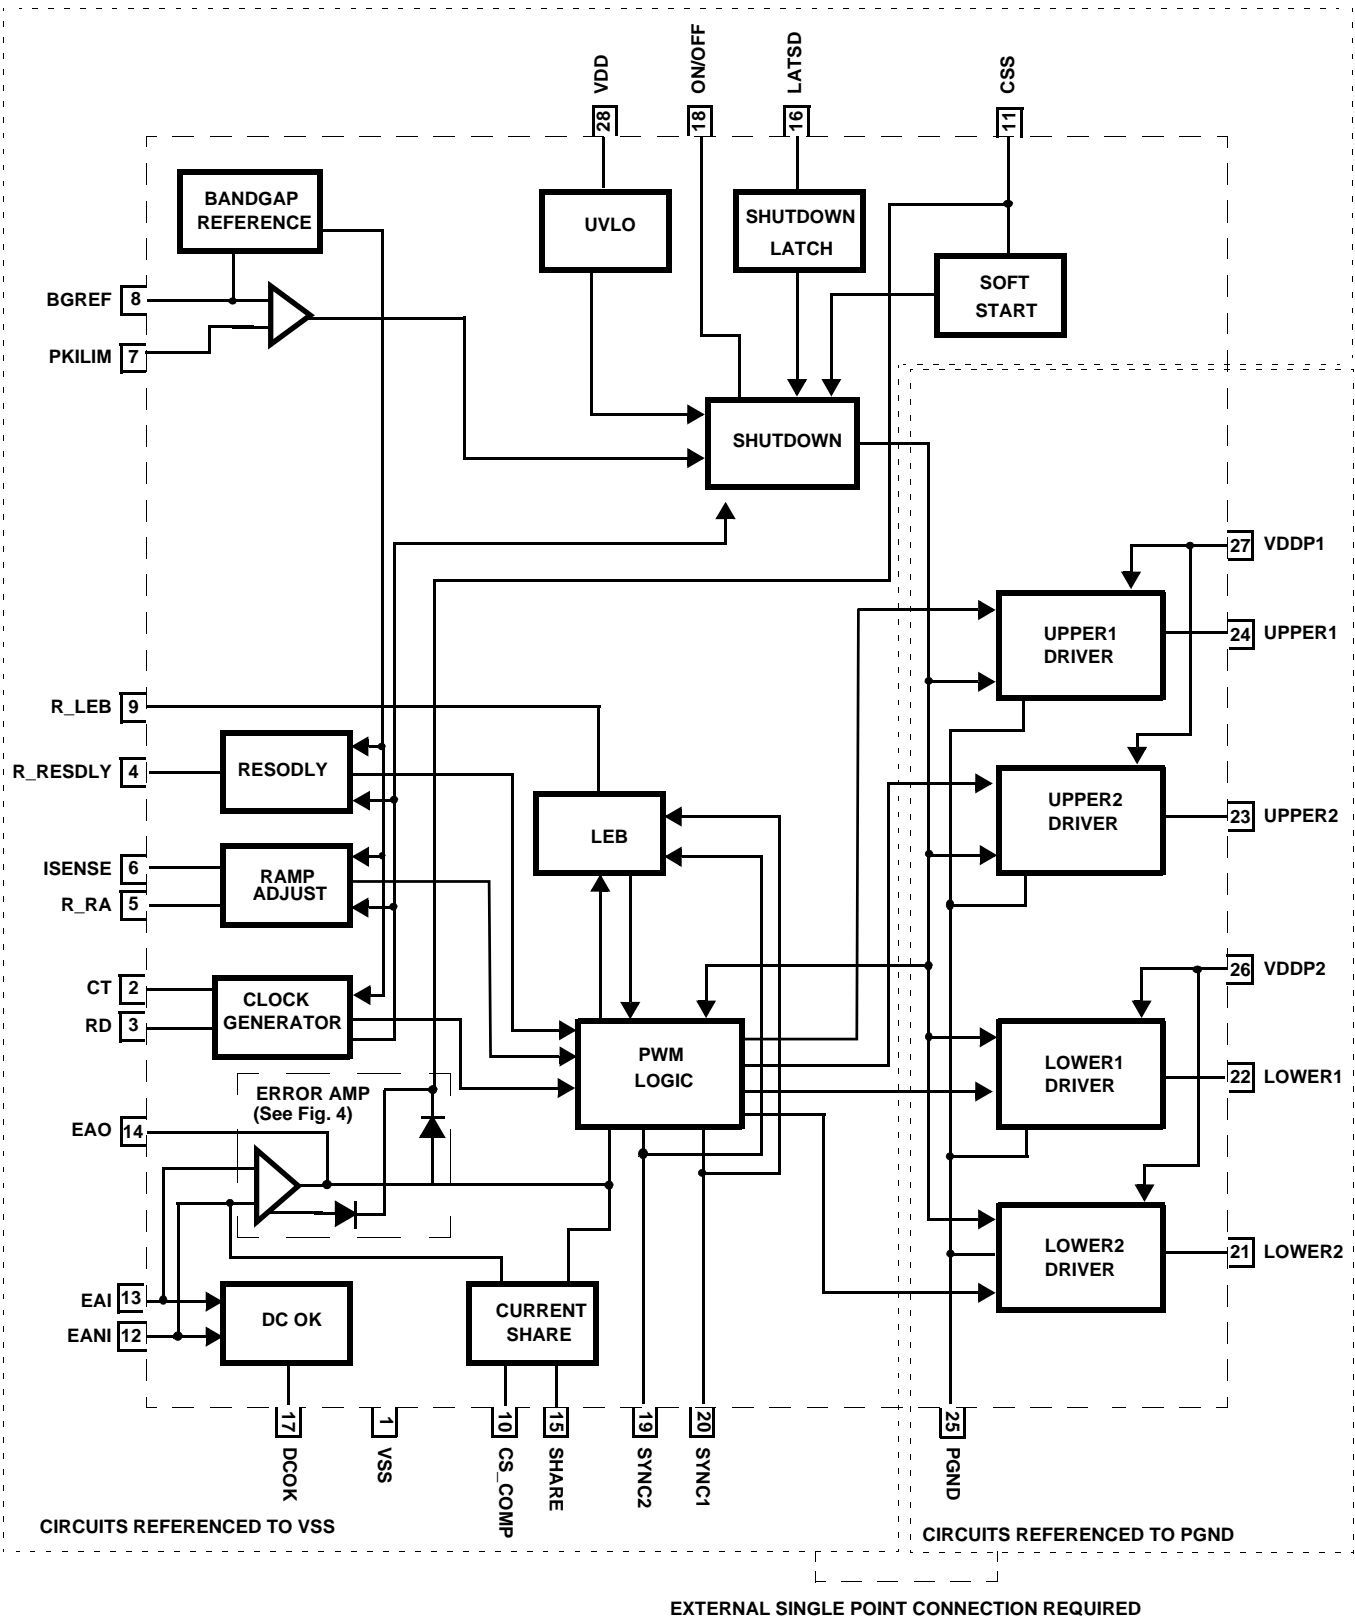 VDD
ON/OFF
LATSD
CSS
28
18
16
11
BANDGAP
REFERENCE
UVLO
SHUTDOWN
LATCH
SOFT
START
BGREF 8
PKILIM 7
SHUTDOWN
27 VDDP1
UPPER1
DRIVER
24 UPPER1
R_LEB 9
R_RESDLY 4
RESODLY
UPPER2
DRIVER
23 UPPER2
LEB
ISENSE 6
R_RA 5
RAMP
ADJUST
26 VDDP2
CT 2
RD 3
CLOCK
GENERATOR
PWM
LOGIC
LOWER1
DRIVER
22 LOWER1
ERROR AMP
(See Fig. 4)
EAO 14
LOWER2
DRIVER
21 LOWER2
EAI 13
EANI 12
DC OK
CURRENT
SHARE
17
1
10
15
19
20
25
DCOK
VSS
CS_COMP
SHARE
SYNC2
SYNC1
PGND
CIRCUITS REFERENCED TO VSS
CIRCUITS REFERENCED TO PGND
EXTERNAL SINGLE POINT CONNECTION REQUIRED